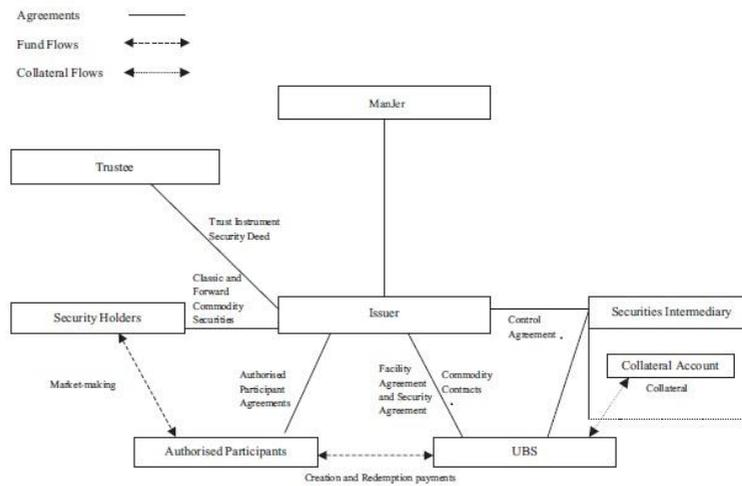 Agreements
Fund Flows
Collateral Flows
ManJer
Trustee
Trust Instrument
Security Deed
Classic and
Forward
Commodity
Securities
Security Holders
Issuer
Securities Intermediary
Control
Agreement
Collateral Account
Collateral
Market-making
Authorised
Participant
Agreements
Facility
Agreement
and Security
Agreement
Commodity
Contracts
Authorised Participants
UBS
Creation and Redemption payments